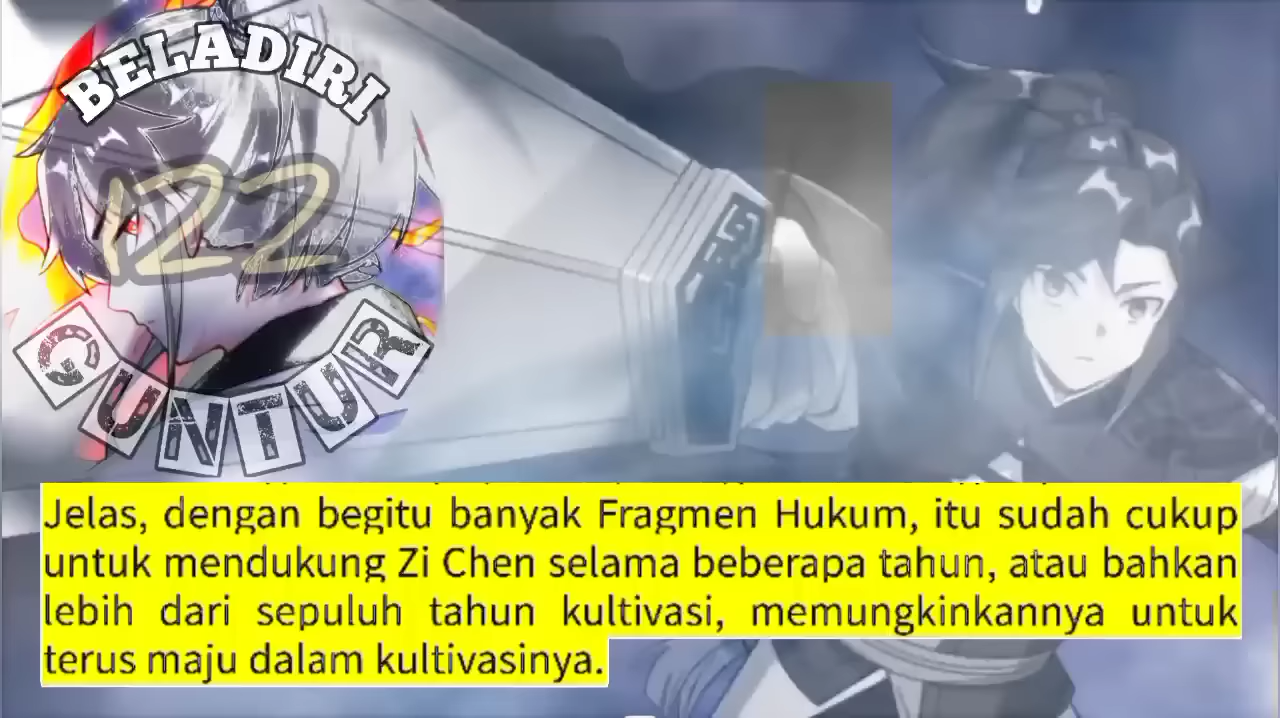 BELADIRI
122
GUNTUR
Jelas, dengan begitu banyak Fragmen Hukum, itu sudah cukup
untuk mendukung Zi Chen selama beberapa tahun, atau bahkan
lebih dari sepuluh tahun kultivasi, memungkinkannya untuk
terus maju dalam kultivasinya.